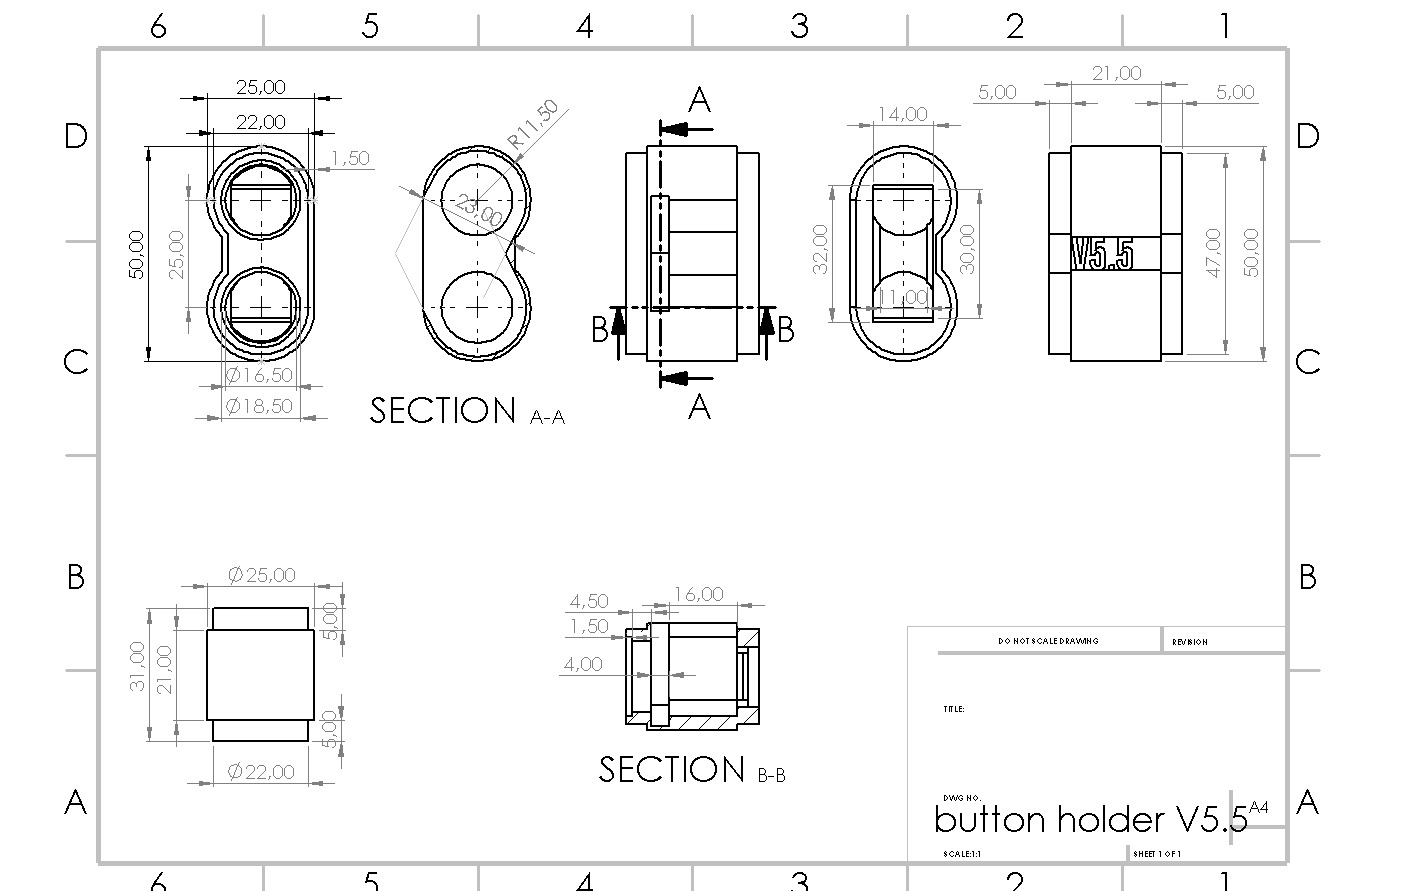 6 5 4 3 2 1
D
D
C
C
B
B
A
A
25,00
22,00
1,50
50,00
25,00
Ø16,50
Ø18,50
R11,50
23,00
SECTION A-A
A
B
B
A
14,00
32,00
30,00
11,00
21,00
5,00
5,00
V5.5
47,00
50,00
Ø25,00
5,00
31,00
21,00
5,00
Ø22,00
16,00
4,50
1,50
4,00
SECTION B-B
DO NOT SCALE DRAWING
REVISION
TITLE:
DWG NO.
button holder V5.5
A4
SCALE:1:1
SHEET 1 OF 1
6 5 4 3 2 1